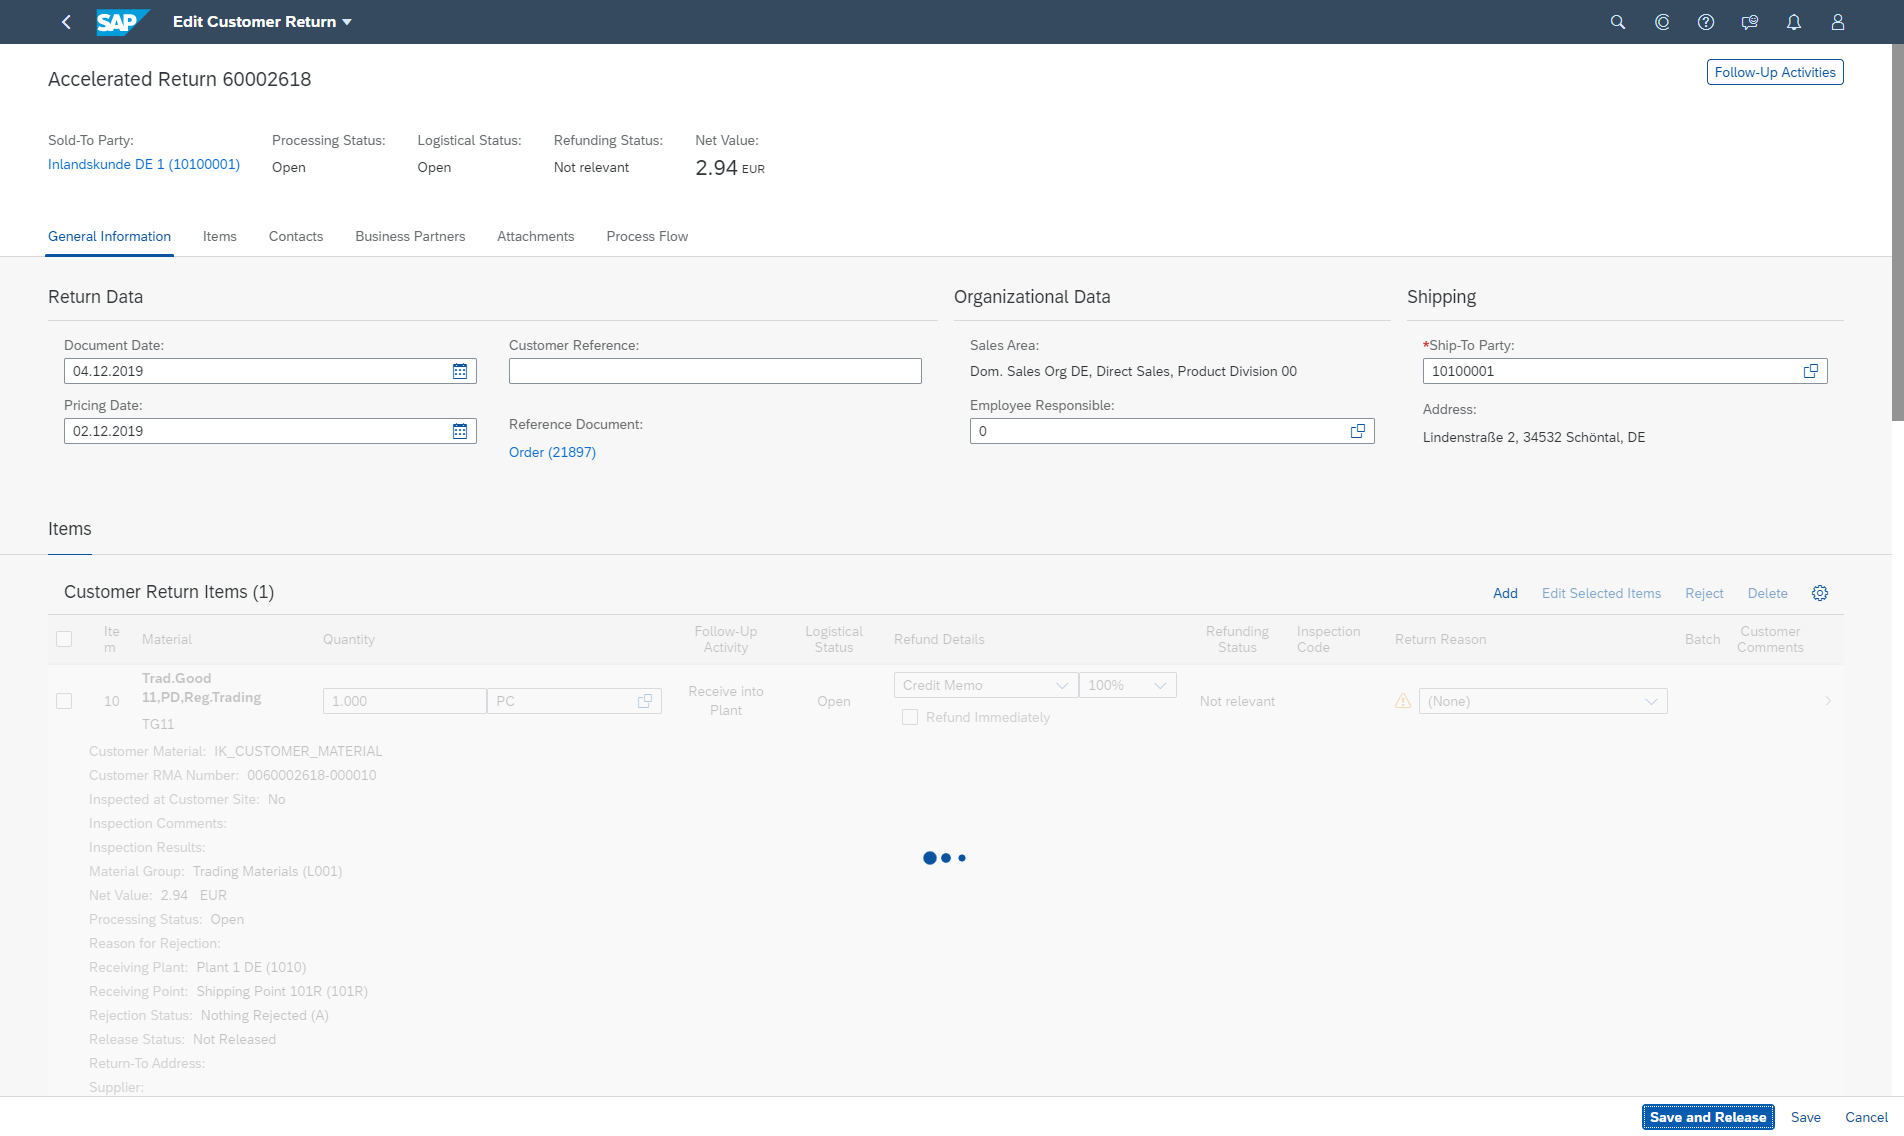 SAP Edit Customer Return
Accelerated Return 60002618
Follow-Up Activities
Sold-To Party: Processing Status: Logistical Status: Refunding Status: Net Value:
Inlandskunde DE 1 (10100001) Open Open Not relevant 2.94 EUR
General Information Items Contacts Business Partners Attachments Process Flow
Return Data Organizational Data Shipping
Document Date: Customer Reference: Sales Area: *Ship-To Party:
04.12.2019 Dom. Sales Org DE, Direct Sales, Product Division 00 10100001
Pricing Date: Employee Responsible: Address:
02.12.2019 Reference Document: 0 Lindenstraße 2, 34532 Schöntal, DE
Order (21897)
Items
Customer Return Items (1) Add Edit Selected Items Reject Delete
Ite
m
Material
Quantity
Follow-Up
Activity
Logistical
Status
Refund Details
Refunding
Status
Inspection
Code
Return Reason
Batch
Customer
Comments
10
Trad.Good
11,PD,Reg.Trading
TG11
1.000 PC
Receive into
Plant
Open
Credit Memo 100%
Refund Immediately
Not relevant
(None)
Customer Material: IK_CUSTOMER_MATERIAL
Customer RMA Number: 0060002618-000010
Inspected at Customer Site: No
Inspection Comments:
Inspection Results:
Material Group: Trading Materials (L001)
Net Value: 2.94 EUR
Processing Status: Open
Reason for Rejection:
Receiving Plant: Plant 1 DE (1010)
Receiving Point: Shipping Point 101R (101R)
Rejection Status: Nothing Rejected (A)
Release Status: Not Released
Return-To Address:
Supplier:
Save and Release Save Cancel